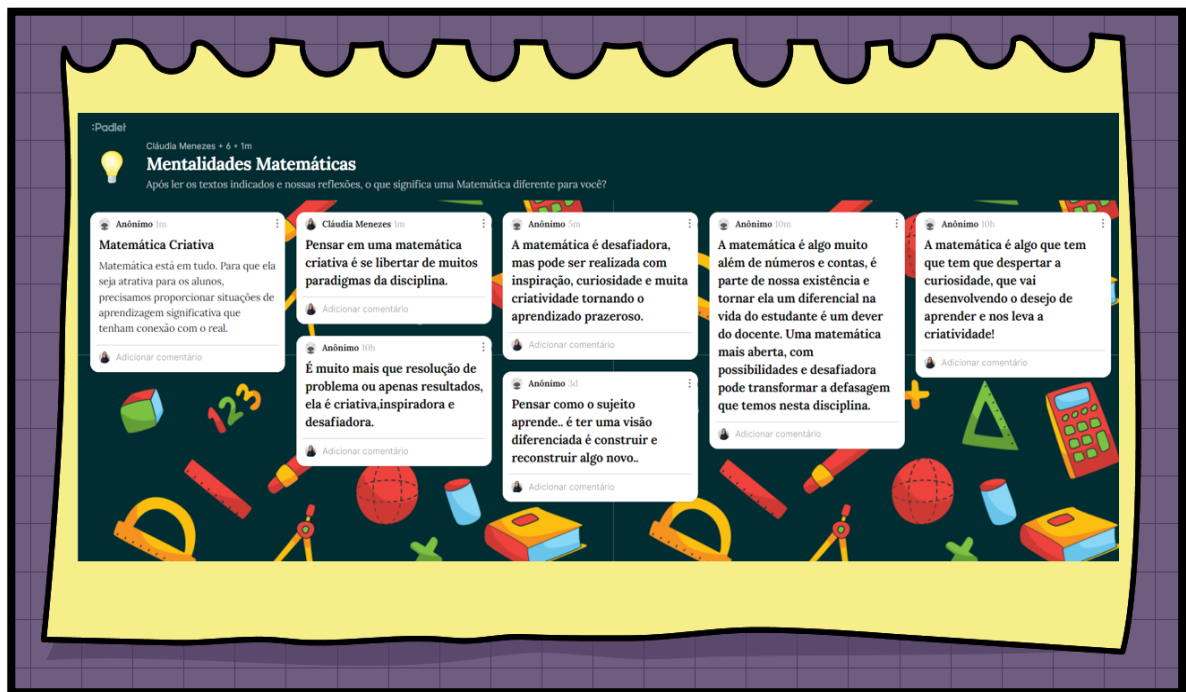 :Padlet
Cláudia Menezes + 6 • 1m
Mentalidades Matemáticas
Após ler os textos indicados e nossas reflexões, o que significa uma Matemática diferente para você?
Anônimo 1m
Matemática Criativa
Matemática está em tudo. Para que ela
seja atrativa para os alunos,
precisamos proporcionar situações de
aprendizagem significativa que
tenham conexão com o real.
Adicionar comentário
Cláudia Menezes 1m
Pensar em uma matemática
criativa é se libertar de muitos
paradigmas da disciplina.
Adicionar comentário
Anônimo 10h
É muito mais que resolução de
problema ou apenas resultados,
ela é criativa,inspiradora e
desafiadora.
Adicionar comentário
Anônimo 5m
A matemática é desafiadora,
mas pode ser realizada com
inspiração, curiosidade e muita
criatividade tornando o
aprendizado prazeroso.
Adicionar comentário
Anônimo 3d
Pensar como o sujeito
aprende.. é ter uma visão
diferenciada é construir e
reconstruir algo novo..
Adicionar comentário
Anônimo 10m
A matemática é algo muito
além de números e contas, é
parte de nossa existência e
tornar ela um diferencial na
vida do estudante é um dever
do docente. Uma matemática
mais aberta, com
possibilidades e desafiadora
pode transformar a defasagem
que temos nesta disciplina.
Adicionar comentário
Anônimo 10h
A matemática é algo que tem
que tem que despertar a
curiosidade, que vai
desenvolvendo o desejo de
aprender e nos leva a
criatividade!
Adicionar comentário
123